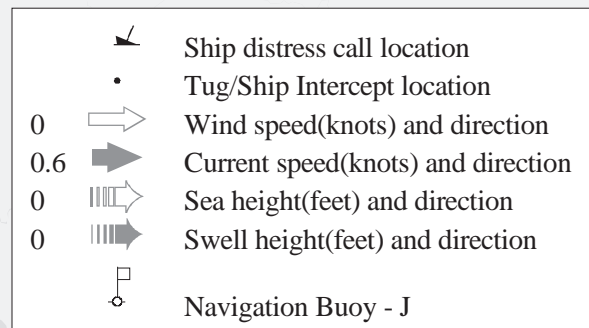 Ship distress call location
Tug/Ship Intercept location
0 Wind speed(knots) and direction
0.6 Current speed(knots) and direction
0 Sea height(feet) and direction
0 Swell height(feet) and direction
Navigation Buoy - J